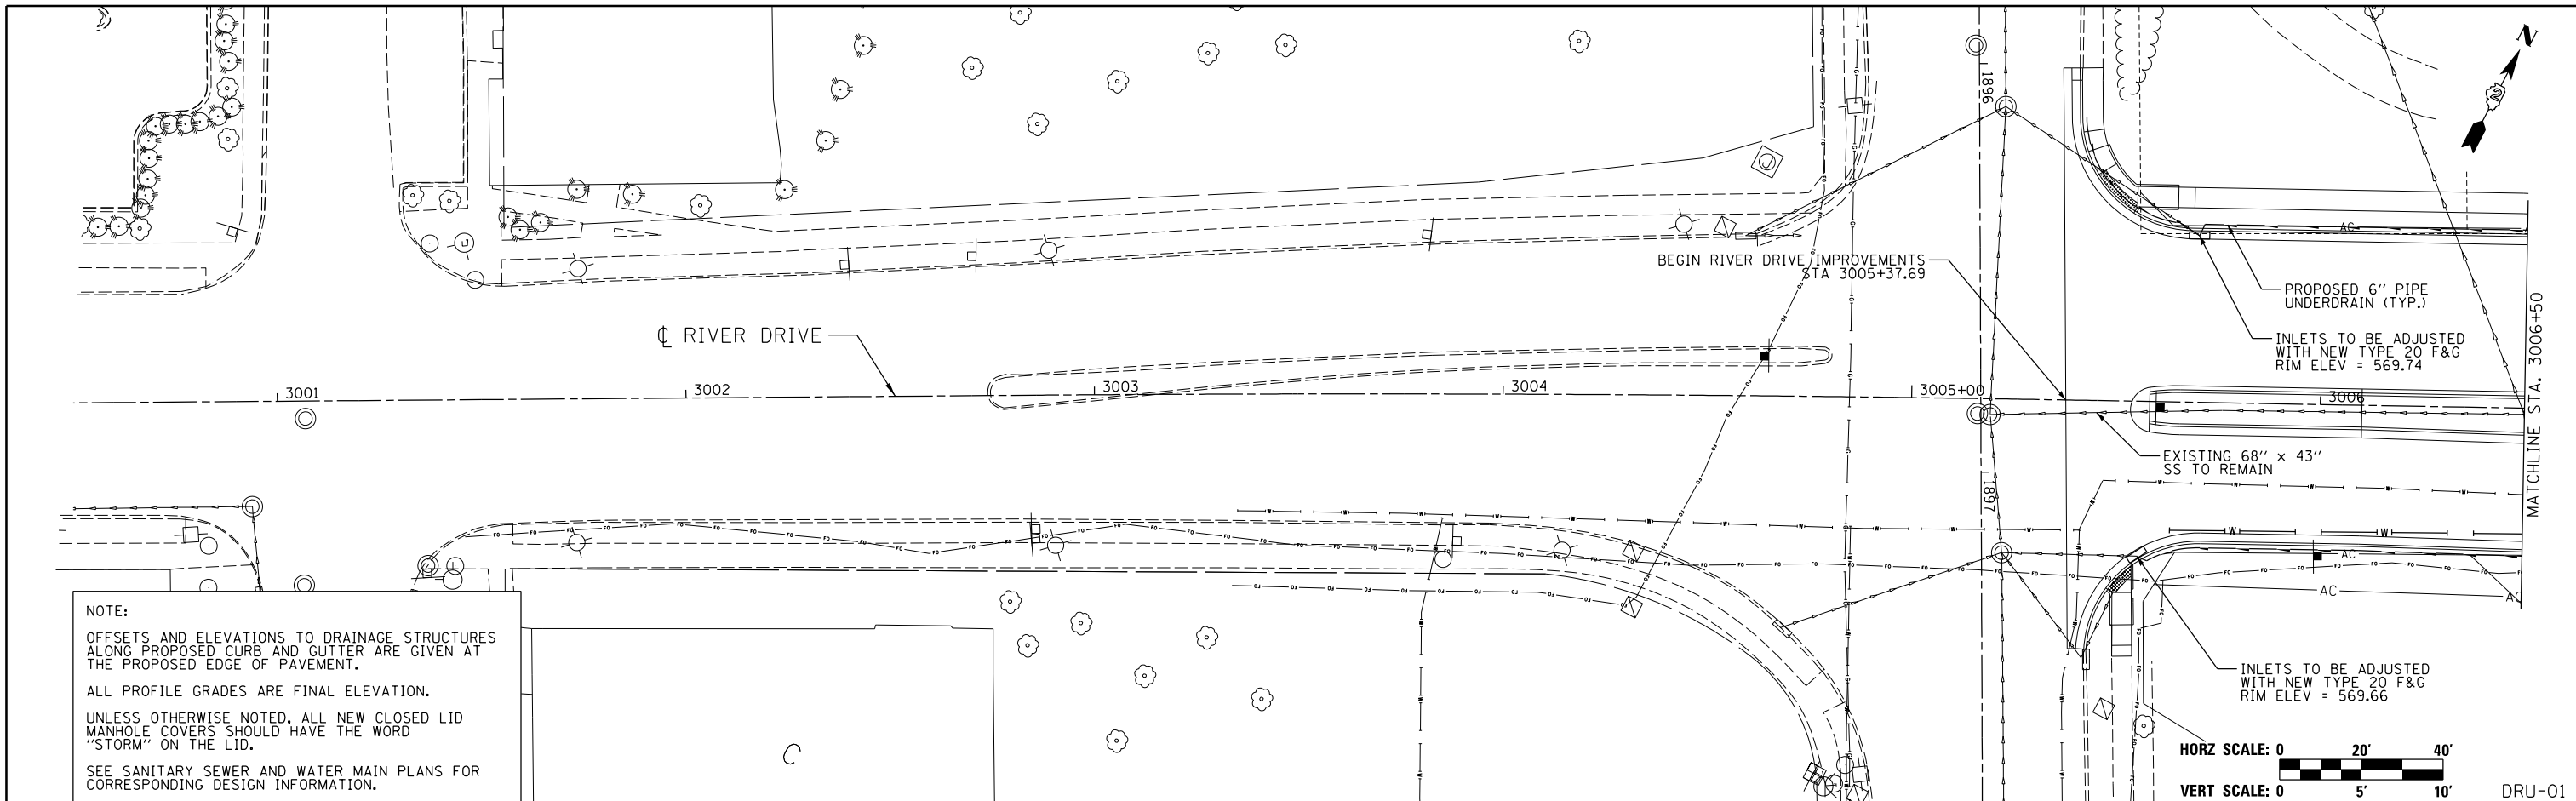 N
2
1896
BEGIN RIVER DRIVE IMPROVEMENTS
STA 3005+37.69
AC
PROPOSED 6" PIPE
UNDERDRAIN (TYP.)
INLETS TO BE ADJUSTED
WITH NEW TYPE 20 F&G
RIM ELEV = 569.74
MATCHLINE STA. 3006+50
℄ RIVER DRIVE
3001
3002
3003
3004
3005+00
3006
EXISTING 68" x 43"
SS TO REMAIN
1897
W
W
AC
AC
AC
INLETS TO BE ADJUSTED
WITH NEW TYPE 20 F&G
RIM ELEV = 569.66
NOTE:
OFFSETS AND ELEVATIONS TO DRAINAGE STRUCTURES
ALONG PROPOSED CURB AND GUTTER ARE GIVEN AT
THE PROPOSED EDGE OF PAVEMENT.
ALL PROFILE GRADES ARE FINAL ELEVATION.
UNLESS OTHERWISE NOTED, ALL NEW CLOSED LID
MANHOLE COVERS SHOULD HAVE THE WORD
"STORM" ON THE LID.
SEE SANITARY SEWER AND WATER MAIN PLANS FOR
CORRESPONDING DESIGN INFORMATION.
C
HORZ SCALE: 0 20' 40'
VERT SCALE: 0 5' 10'
DRU-01